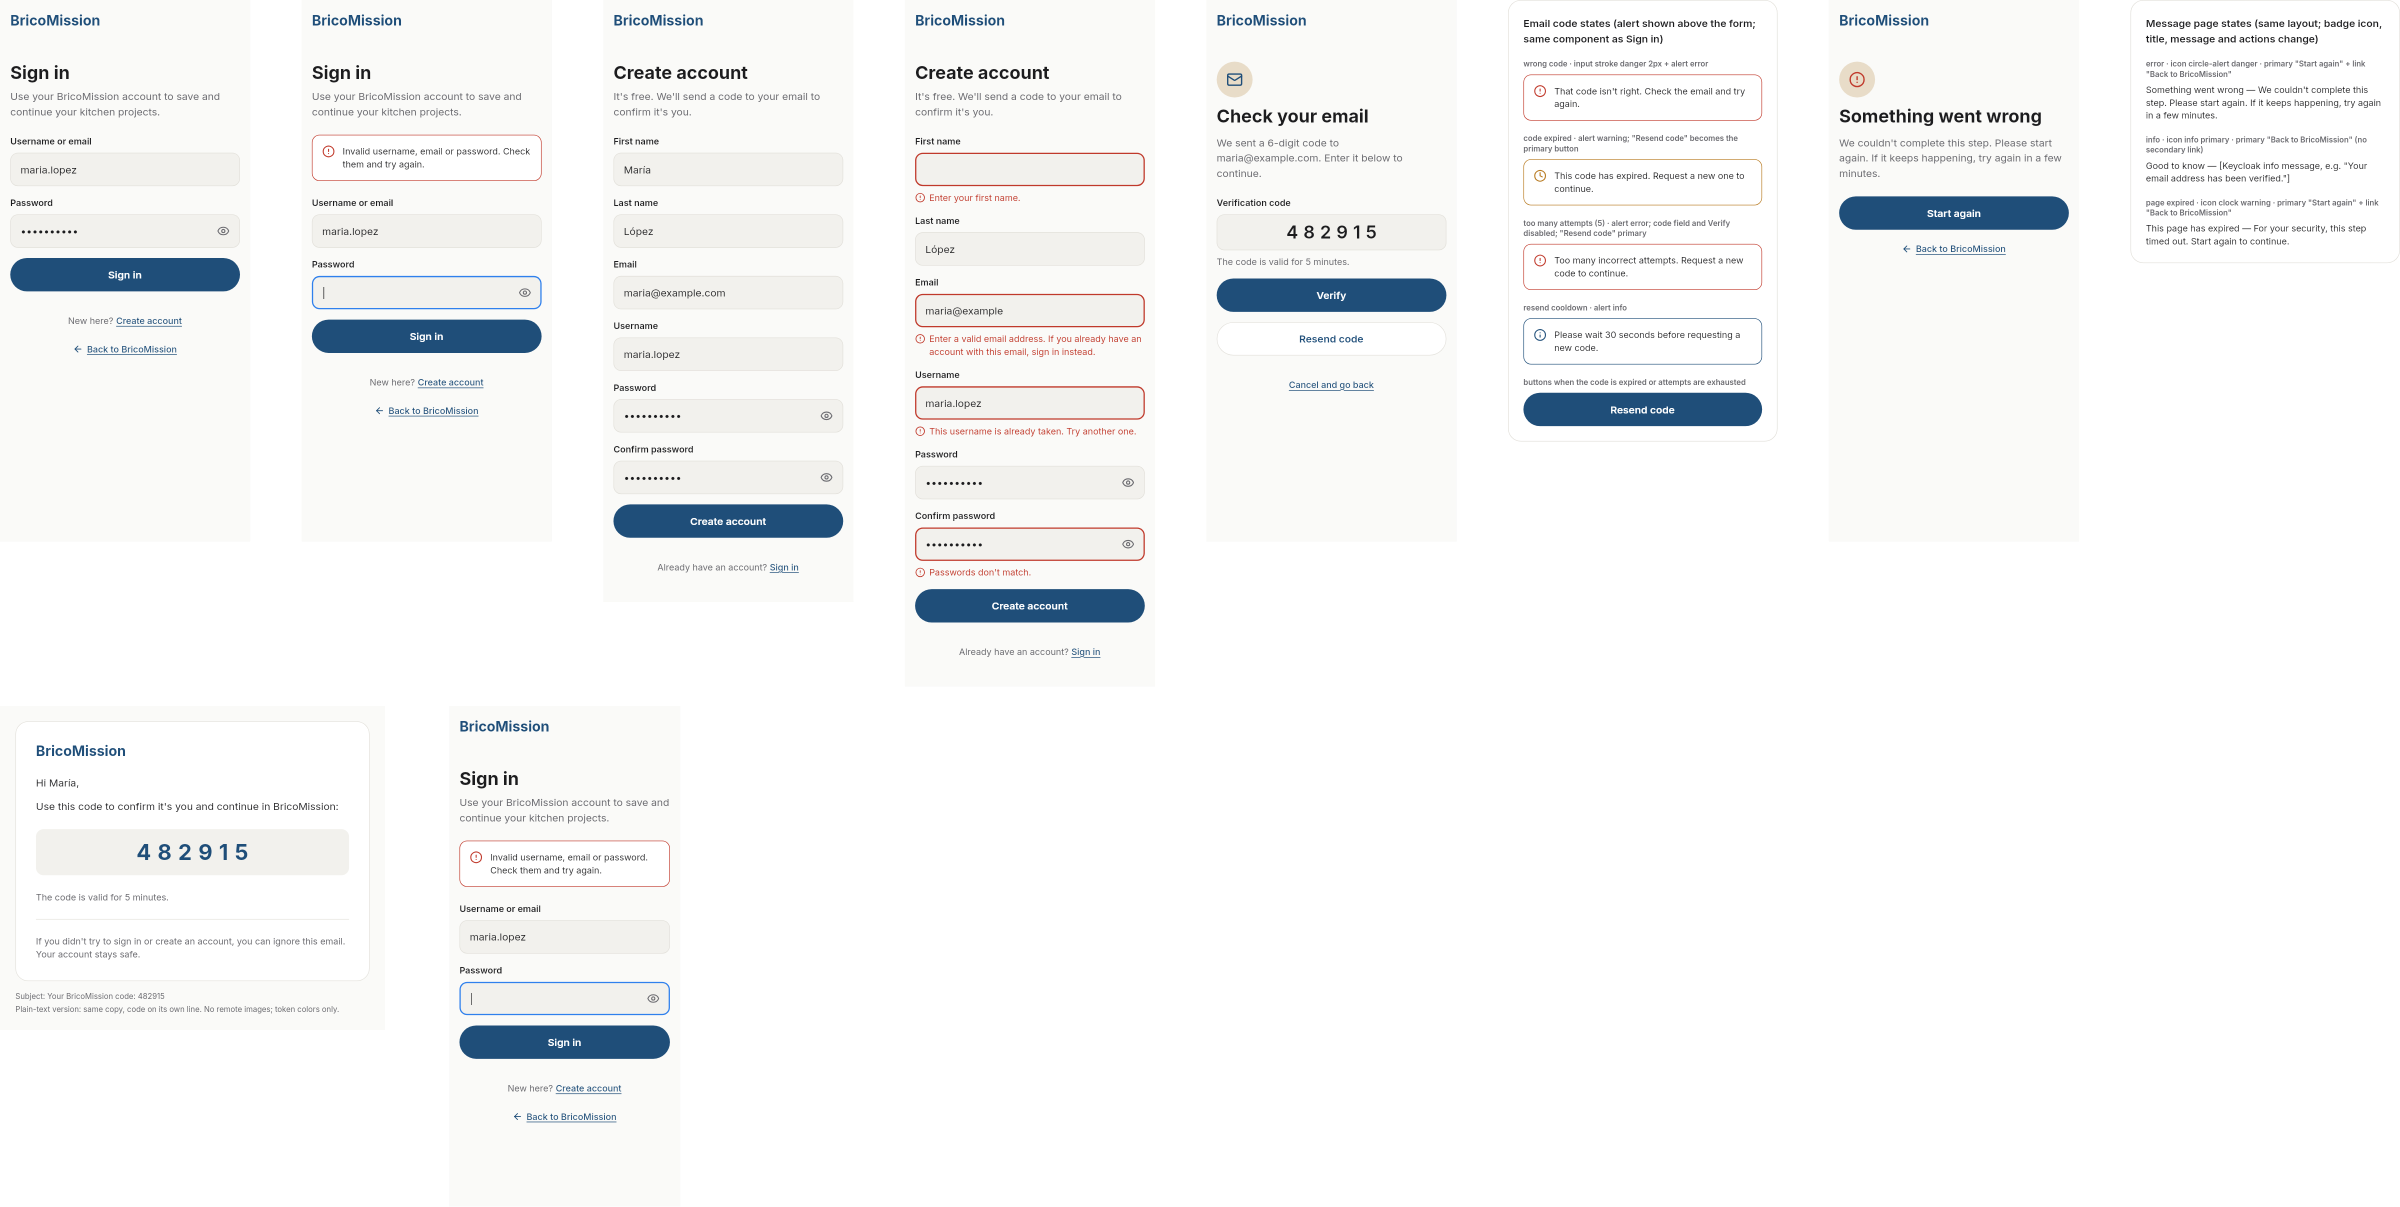 BricoMission
Sign in
Use your BricoMission account to save and
continue your kitchen projects.
Username or email
maria.lopez
Password
••••••••••
Sign in
New here? Create account
← Back to BricoMission
BricoMission
Sign in
Use your BricoMission account to save and
continue your kitchen projects.
Invalid username, email or password. Check
them and try again.
Username or email
maria.lopez
Password
Sign in
New here? Create account
← Back to BricoMission
BricoMission
Create account
It's free. We'll send a code to your email to
confirm it's you.
First name
María
Last name
López
Email
maria@example.com
Username
maria.lopez
Password
••••••••••
Confirm password
••••••••••
Create account
Already have an account? Sign in
BricoMission
Create account
It's free. We'll send a code to your email to
confirm it's you.
First name
Enter your first name.
Last name
López
Email
maria@example
Enter a valid email address. If you already have an
account with this email, sign in instead.
Username
maria.lopez
This username is already taken. Try another one.
Password
••••••••••
Confirm password
••••••••••
Passwords don't match.
Create account
Already have an account? Sign in
BricoMission
Check your email
We sent a 6-digit code to
maria@example.com. Enter it below to
continue.
Verification code
482915
The code is valid for 5 minutes.
Verify
Resend code
Cancel and go back
Email code states (alert shown above the form;
same component as Sign in)
wrong code · input stroke danger 2px + alert error
That code isn't right. Check the email and try
again.
code expired · alert warning; "Resend code" becomes the
primary button
This code has expired. Request a new one to
continue.
too many attempts (5) · alert error; code field and Verify
disabled; "Resend code" primary
Too many incorrect attempts. Request a new
code to continue.
resend cooldown · alert info
Please wait 30 seconds before requesting a
new code.
buttons when the code is expired or attempts are exhausted
Resend code
BricoMission
Something went wrong
We couldn't complete this step. Please start
again. If it keeps happening, try again in a few
minutes.
Start again
← Back to BricoMission
Message page states (same layout; badge icon,
title, message and actions change)
error · icon circle-alert danger · primary "Start again" + link
"Back to BricoMission"
Something went wrong — We couldn't complete this
step. Please start again. If it keeps happening, try again
in a few minutes.
info · icon info primary · primary "Back to BricoMission" (no
secondary link)
Good to know — [Keycloak info message, e.g. "Your
email address has been verified."]
page expired · icon clock warning · primary "Start again" + link
"Back to BricoMission"
This page has expired — For your security, this step
timed out. Start again to continue.
BricoMission
Hi Maria,
Use this code to confirm it's you and continue in BricoMission:
482915
The code is valid for 5 minutes.
If you didn't try to sign in or create an account, you can ignore this email.
Your account stays safe.
Subject: Your BricoMission code: 482915
Plain-text version: same copy, code on its own line. No remote images; token colors only.
BricoMission
Sign in
Use your BricoMission account to save and
continue your kitchen projects.
Invalid username, email or password.
Check them and try again.
Username or email
maria.lopez
Password
Sign in
New here? Create account
← Back to BricoMission